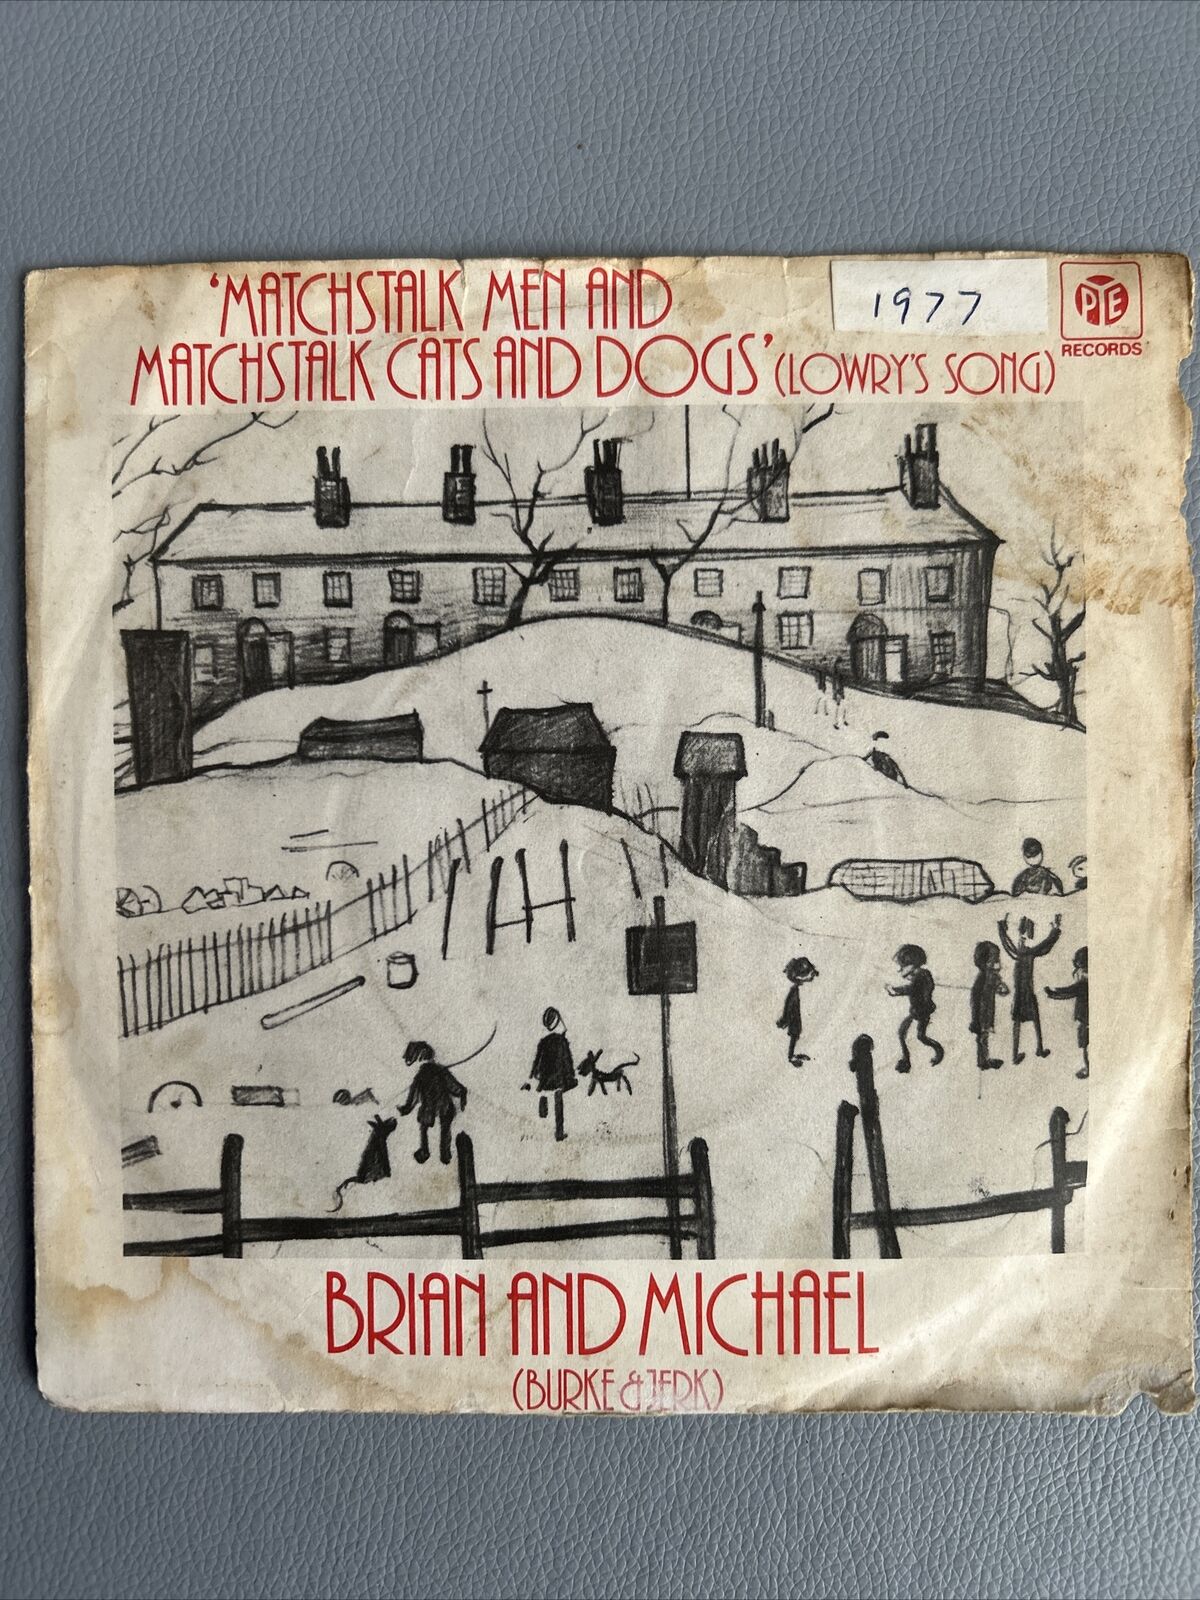 'MATCHSTALK MEN AND
MATCHSTALK CATS AND DOGS' (LOWRY'S SONG)
1977
PYE
RECORDS
BRIAN AND MICHAEL
(BURKE & JERK)